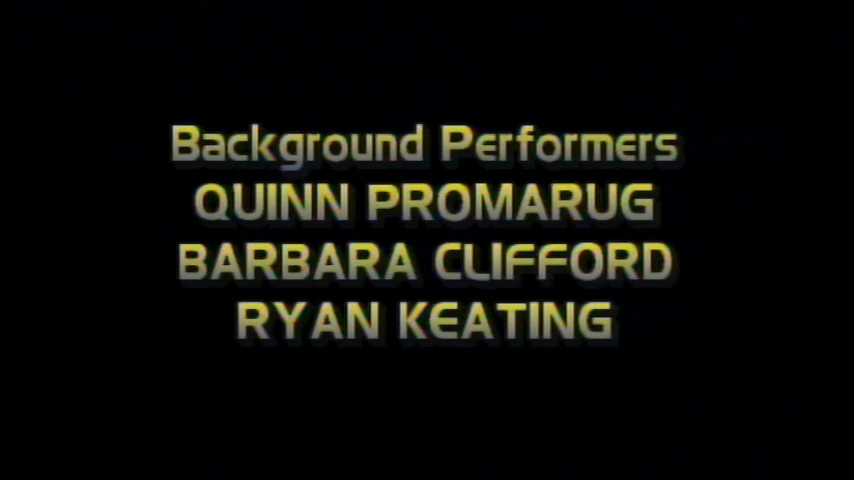 Background Performers
QUINN PROMARUG
BARBARA CLIFFORD
RYAN KEATING